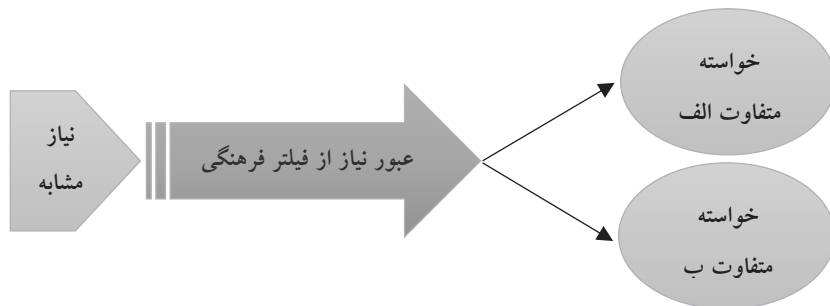 نیاز
مشابه
عبور نیاز از فیلتر فرهنگی
خواسته
متفاوت الف
خواسته
متفاوت ب